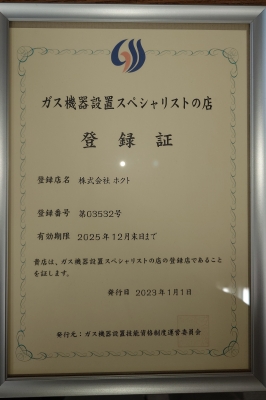 ガス機器設置スペシャリストの店
登録証
登録店名 株式会社 ホクト
登録番号 第03532号
有効期限 2025年12月末日まで
貴店は、ガス機器設置スペシャリストの店の登録店であること
を証します。
発行日 2023年1月1日
発行元:ガス機器設置技能資格制度運営委員会